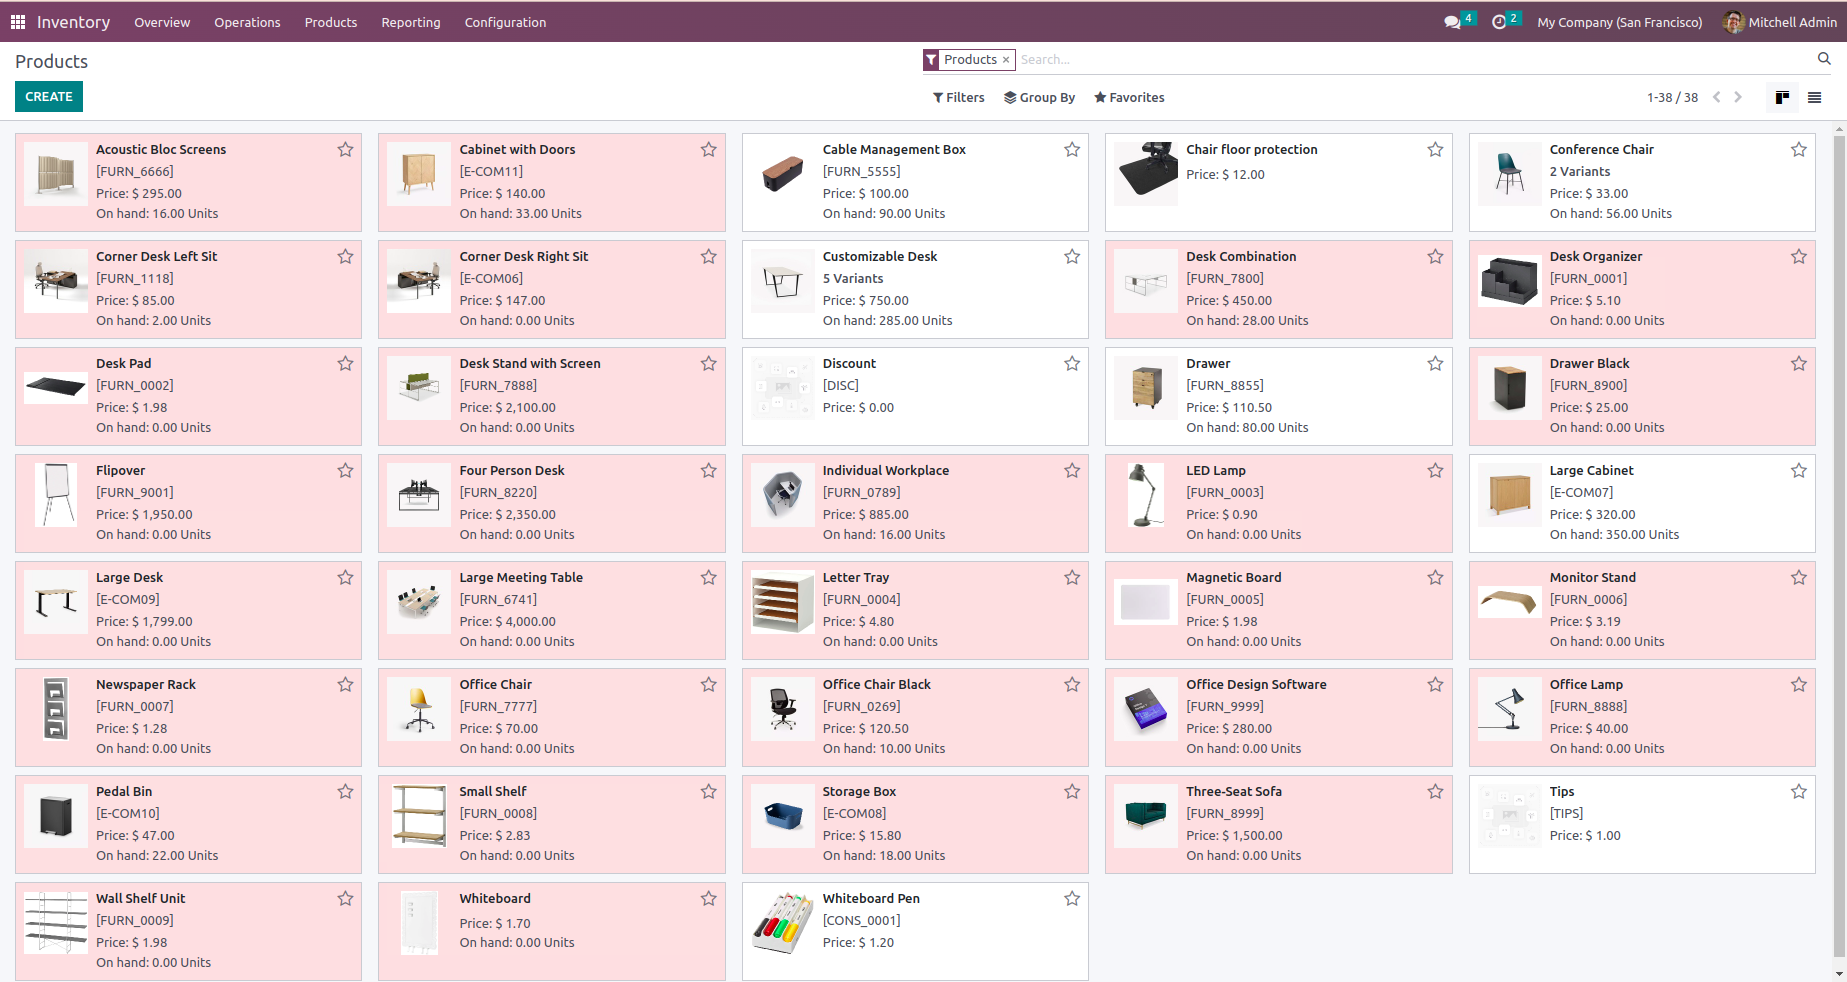 Inventory Overview Operations Products Reporting Configuration 4 2 My Company (San Francisco) Mitchell Admin
Products
Products × Search...
CREATE
Filters Group By Favorites 1-38 / 38
Acoustic Bloc Screens
[FURN_6666]
Price: $ 295.00
On hand: 16.00 Units
Cabinet with Doors
[E-COM11]
Price: $ 140.00
On hand: 33.00 Units
Cable Management Box
[FURN_5555]
Price: $ 100.00
On hand: 90.00 Units
Chair floor protection
Price: $ 12.00
Conference Chair
2 Variants
Price: $ 33.00
On hand: 56.00 Units
Corner Desk Left Sit
[FURN_1118]
Price: $ 85.00
On hand: 2.00 Units
Corner Desk Right Sit
[E-COM06]
Price: $ 147.00
On hand: 0.00 Units
Customizable Desk
5 Variants
Price: $ 750.00
On hand: 285.00 Units
Desk Combination
[FURN_7800]
Price: $ 450.00
On hand: 28.00 Units
Desk Organizer
[FURN_0001]
Price: $ 5.10
On hand: 0.00 Units
Desk Pad
[FURN_0002]
Price: $ 1.98
On hand: 0.00 Units
Desk Stand with Screen
[FURN_7888]
Price: $ 2,100.00
On hand: 0.00 Units
Discount
[DISC]
Price: $ 0.00
Drawer
[FURN_8855]
Price: $ 110.50
On hand: 80.00 Units
Drawer Black
[FURN_8900]
Price: $ 25.00
On hand: 0.00 Units
Flipover
[FURN_9001]
Price: $ 1,950.00
On hand: 0.00 Units
Four Person Desk
[FURN_8220]
Price: $ 2,350.00
On hand: 0.00 Units
Individual Workplace
[FURN_0789]
Price: $ 885.00
On hand: 16.00 Units
LED Lamp
[FURN_0003]
Price: $ 0.90
On hand: 0.00 Units
Large Cabinet
[E-COM07]
Price: $ 320.00
On hand: 350.00 Units
Large Desk
[E-COM09]
Price: $ 1,799.00
On hand: 0.00 Units
Large Meeting Table
[FURN_6741]
Price: $ 4,000.00
On hand: 0.00 Units
Letter Tray
[FURN_0004]
Price: $ 4.80
On hand: 0.00 Units
Magnetic Board
[FURN_0005]
Price: $ 1.98
On hand: 0.00 Units
Monitor Stand
[FURN_0006]
Price: $ 3.19
On hand: 0.00 Units
Newspaper Rack
[FURN_0007]
Price: $ 1.28
On hand: 0.00 Units
Office Chair
[FURN_7777]
Price: $ 70.00
On hand: 0.00 Units
Office Chair Black
[FURN_0269]
Price: $ 120.50
On hand: 10.00 Units
Office Design Software
[FURN_9999]
Price: $ 280.00
On hand: 0.00 Units
Office Lamp
[FURN_8888]
Price: $ 40.00
On hand: 0.00 Units
Pedal Bin
[E-COM10]
Price: $ 47.00
On hand: 22.00 Units
Small Shelf
[FURN_0008]
Price: $ 2.83
On hand: 0.00 Units
Storage Box
[E-COM08]
Price: $ 15.80
On hand: 18.00 Units
Three-Seat Sofa
[FURN_8999]
Price: $ 1,500.00
On hand: 0.00 Units
Tips
[TIPS]
Price: $ 1.00
Wall Shelf Unit
[FURN_0009]
Price: $ 1.98
On hand: 0.00 Units
Whiteboard
Price: $ 1.70
On hand: 0.00 Units
Whiteboard Pen
[CONS_0001]
Price: $ 1.20